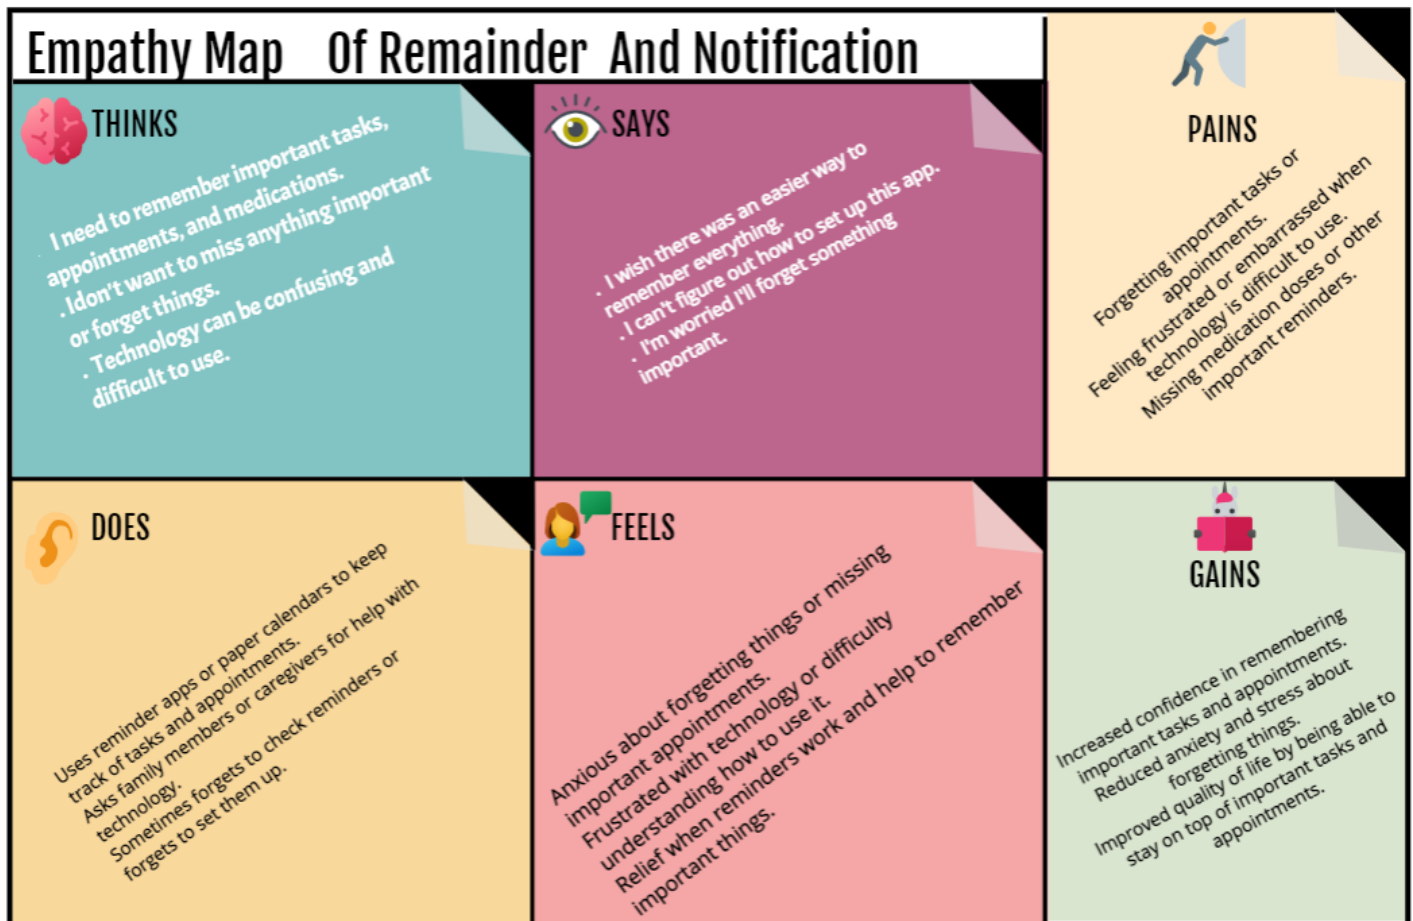 Empathy Map Of Remainder And Notification
THINKS
I need to remember important tasks,
appointments, and medications.
. Idon't want to miss anything important
or forget things.
. Technology can be confusing and
difficult to use.
SAYS
. I wish there was an easier way to
remember everything.
. I can't figure out how to set up this app.
. I'm worried I'll forget something
important.
PAINS
Forgetting important tasks or
appointments.
Feeling frustrated or embarrassed when
technology is difficult to use.
Missing medication doses or other
important reminders.
DOES
Uses reminder apps or paper calendars to keep
track of tasks and appointments.
Asks family members or caregivers for help with
technology.
Sometimes forgets to check reminders or
forgets to set them up.
FEELS
Anxious about forgetting things or missing
important appointments.
Frustrated with technology or difficulty
understanding how to use it.
Relief when reminders work and help to remember
important things.
GAINS
Increased confidence in remembering
important tasks and appointments.
Reduced anxiety and stress about
forgetting things.
Improved quality of life by being able to
stay on top of important tasks and
appointments.